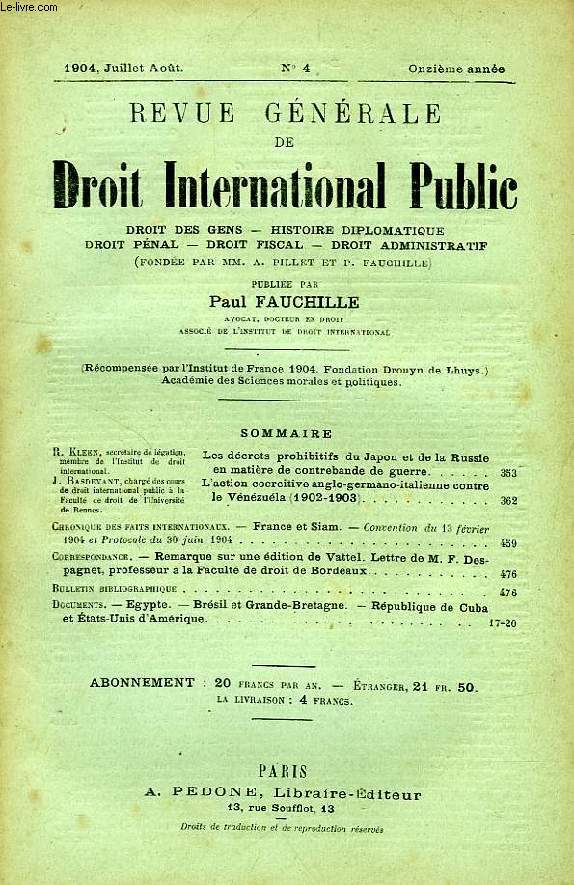 Le-livre.com
1904, Juillet Août. N° 4 Onzième année
REVUE GÉNÉRALE
DE
Droit International Public
DROIT DES GENS — HISTOIRE DIPLOMATIQUE
DROIT PÉNAL — DROIT FISCAL — DROIT ADMINISTRATIF
(FONDÉE PAR MM. A. PILLET ET P. FAUCHILLE)
PUBLIÉE PAR
Paul FAUCHILLE
AVOCAT, DOCTEUR EN DROIT
ASSOCIÉ DE L'INSTITUT DE DROIT INTERNATIONAL
(Récompensée par l'Institut de France 1904. Fondation Drouyn de Lhuys.)
Académie des Sciences morales et politiques.
SOMMAIRE
R. KLEEN, secrétaire de légation,
membre de l'Institut de droit
international.
Les décrets prohibitifs du Japon et de la Russie
en matière de contrebande de guerre. . . . . . . 353
J. BASDEVANT, chargé des cours
de droit international public à la
Faculté de droit de l'Université
de Rennes.
L'action coercitive anglo-germano-italienne contre
le Vénézuéla (1902-1903). . . . . . . . . . . . 362
CHRONIQUE DES FAITS INTERNATIONAUX. — France et Siam. — Convention du 13 février
1904 et Protocole du 30 juin 1904 . . . . . . . . . . . . . . . . . . 459
CORRESPONDANCE. — Remarque sur une édition de Vattel. Lettre de M. F. Des-
pagnet, professeur à la Faculté de droit de Bordeaux. . . . . . . . . . . 476
BULLETIN BIBLIOGRAPHIQUE . . . . . . . . . . . . . . . . . . . . . . 476
DOCUMENTS. — Egypte. — Brésil et Grande-Bretagne. — République de Cuba
et États-Unis d'Amérique. . . . . . . . . . . . . . . . . . . . . 17-20
ABONNEMENT : 20 FRANCS PAR AN. — ÉTRANGER, 21 FR. 50.
LA LIVRAISON : 4 FRANCS.
PARIS
A. PEDONE, Libraire-Éditeur
13, rue Soufflot, 13
Droits de traduction et de reproduction réservés